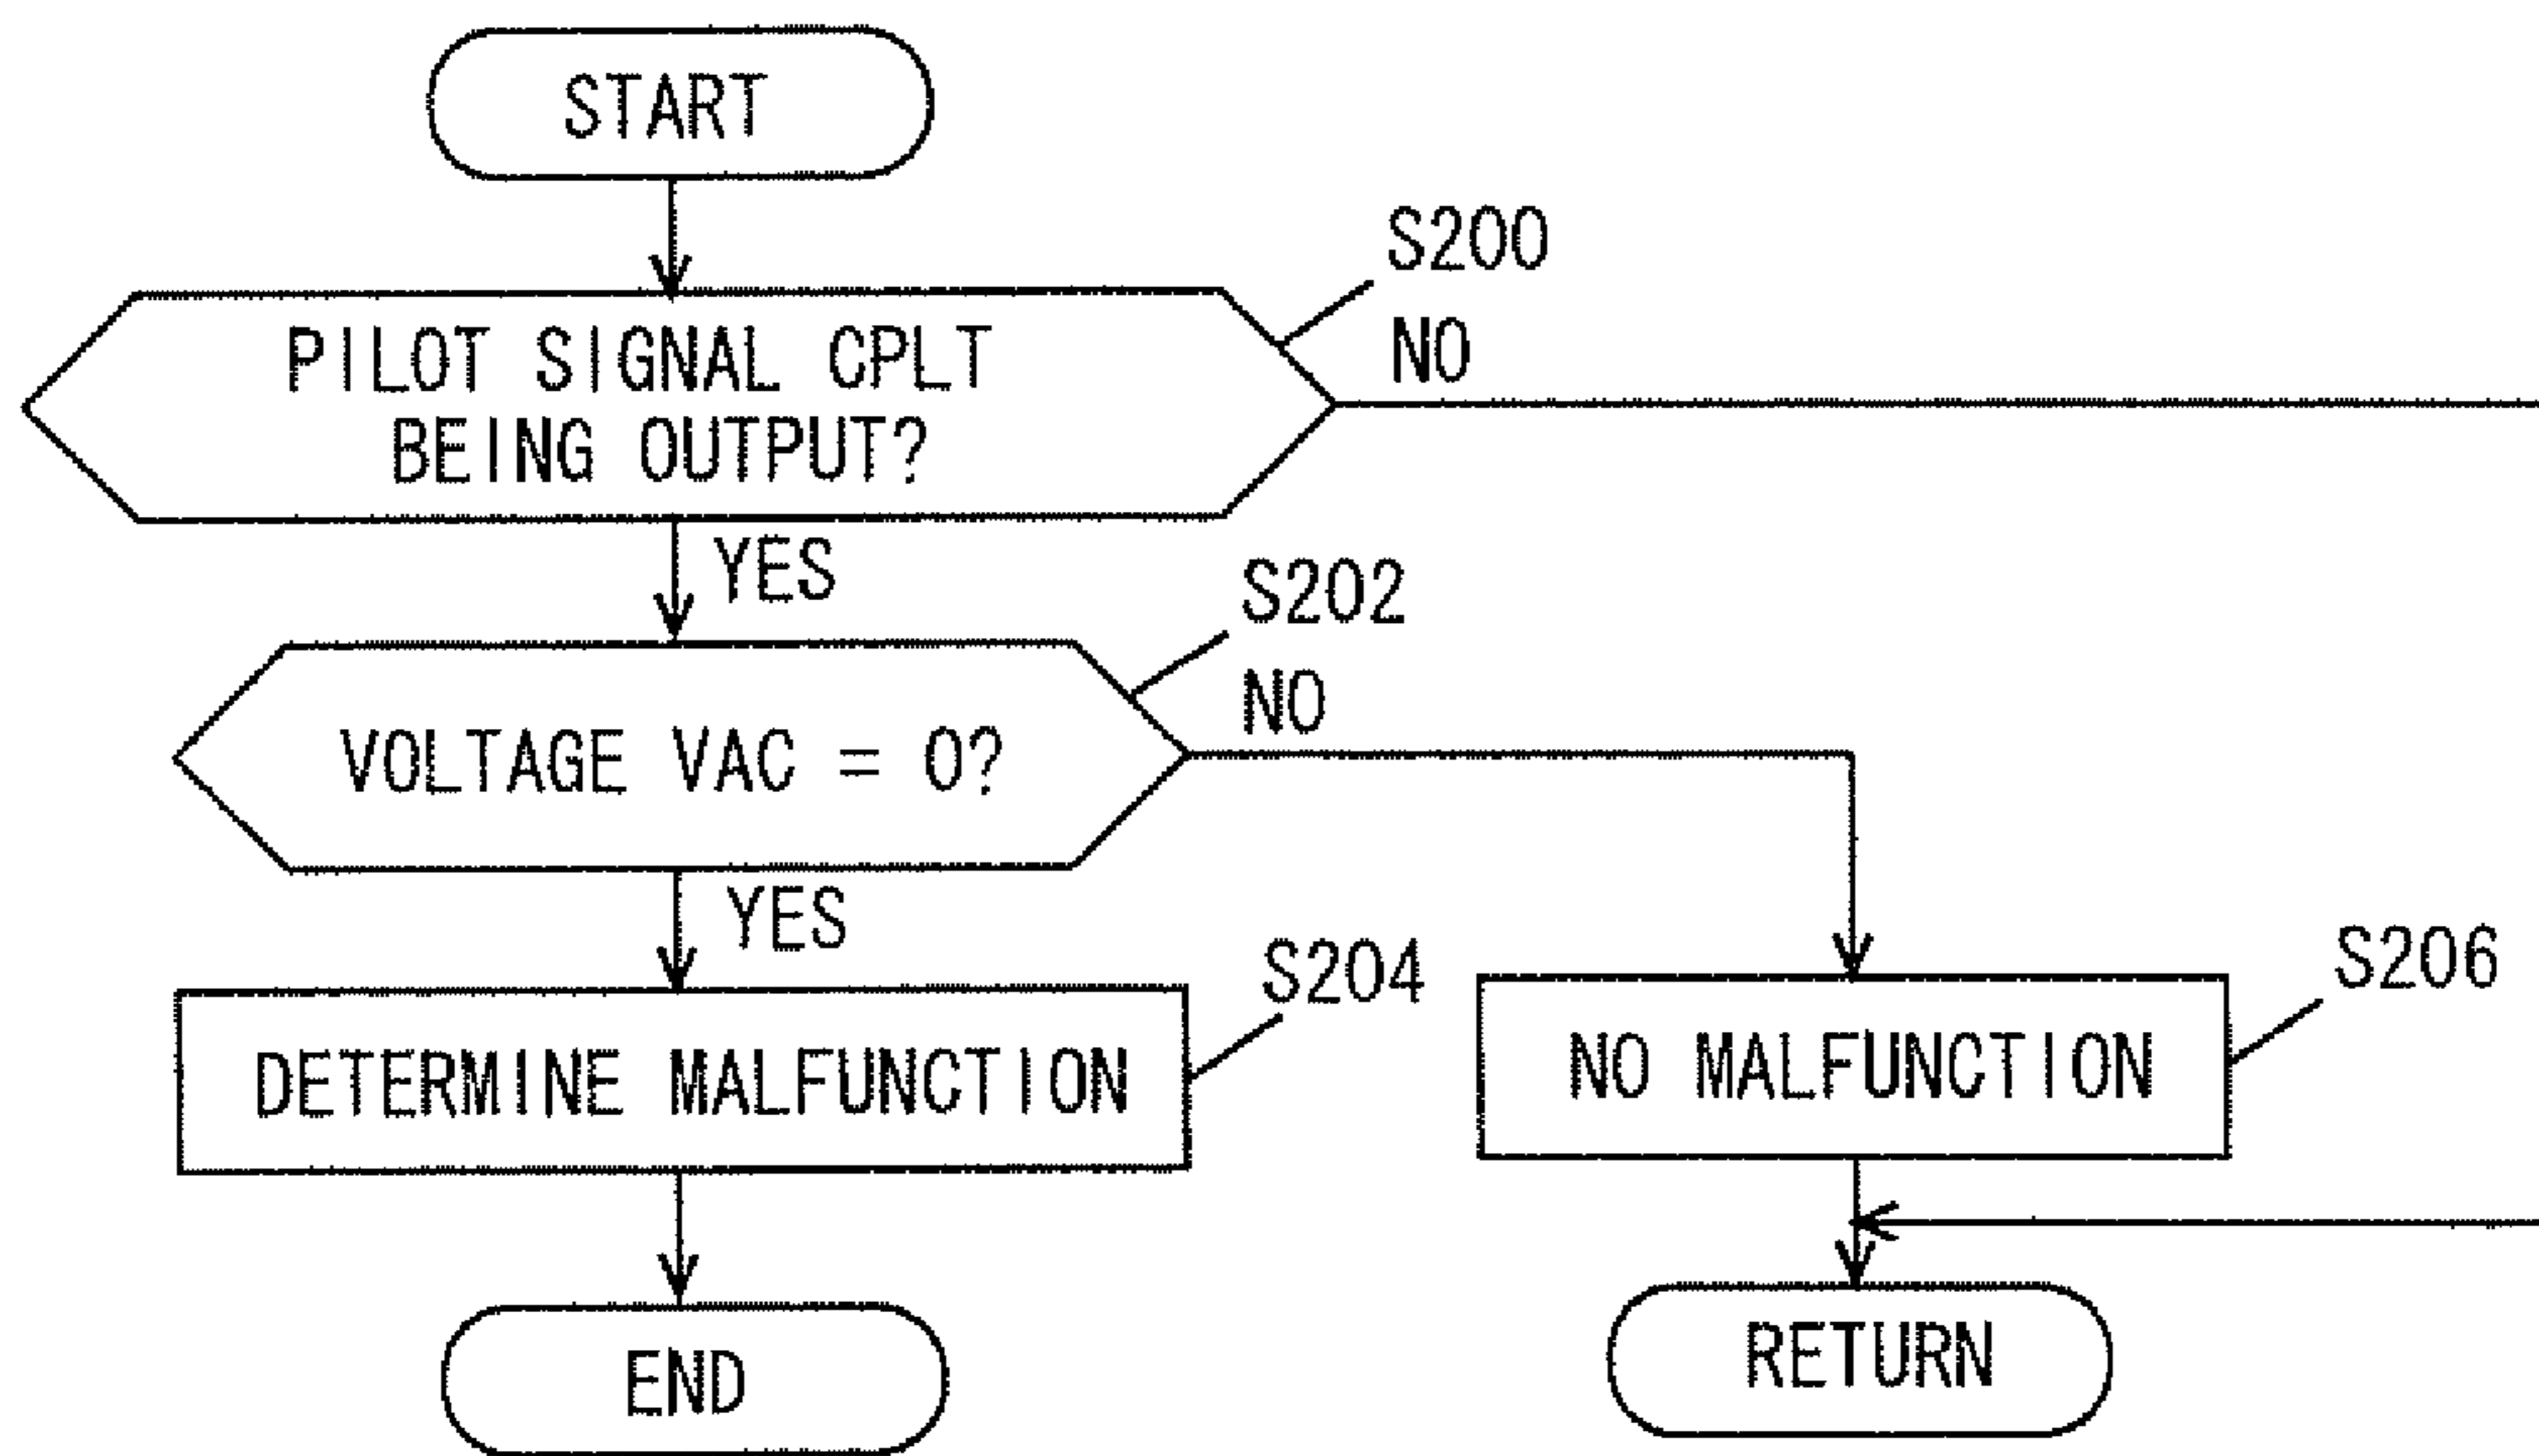 START
S200
PILOT SIGNAL CPLT
BEING OUTPUT?
NO
YES
S202
VOLTAGE VAC = 0?
NO
YES
S204
DETERMINE MALFUNCTION
S206
NO MALFUNCTION
END
RETURN